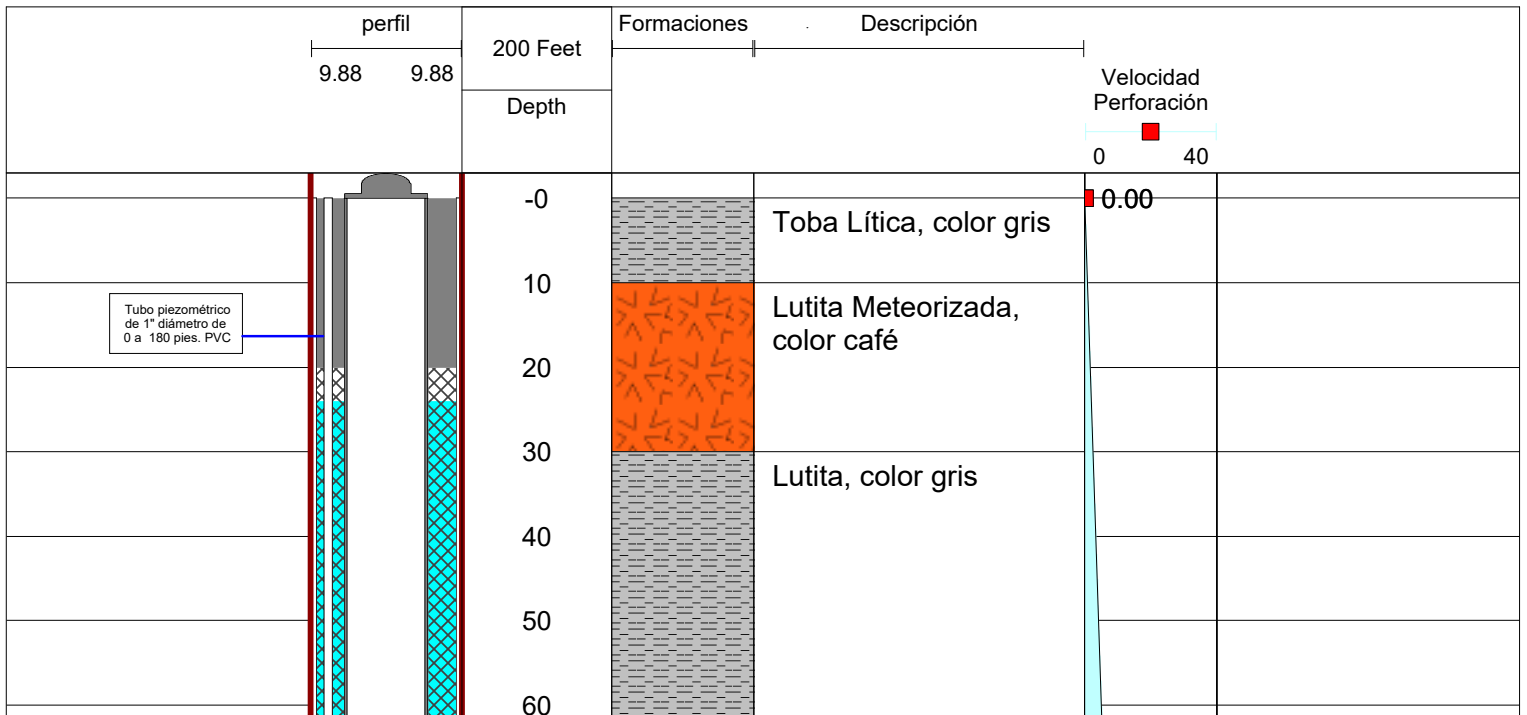 perfil
9.88 9.88
200 Feet
Depth
Formaciones
Descripción
Velocidad
Perforación
0 40
-0
10
20
30
40
50
60
Tubo piezométrico
de 1" diámetro de
0 a 180 pies. PVC
Toba Lítica, color gris
Lutita Meteorizada,
color café
Lutita, color gris
0.00